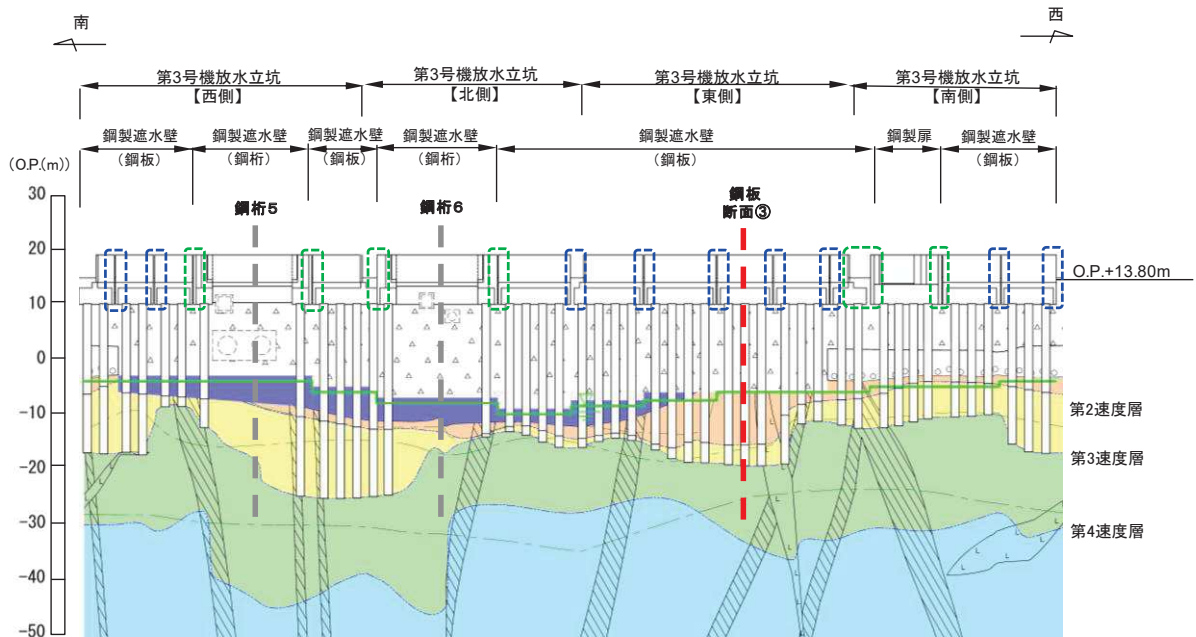 南
西
第3号機放水立坑
【西側】
第3号機放水立坑
【北側】
第3号機放水立坑
【東側】
第3号機放水立坑
【南側】
鋼製遮水壁
(鋼板)
鋼製遮水壁
(鋼桁)
鋼製遮水壁
(鋼板)
鋼製遮水壁
(鋼桁)
鋼製遮水壁
(鋼板)
鋼製扉
鋼製遮水壁
(鋼板)
(O.P.(m))
30
20
10
0
-10
-20
-30
-40
-50
鋼桁5
鋼桁6
鋼板
断面③
O.P.+13.80m
第2速度層
第3速度層
第4速度層